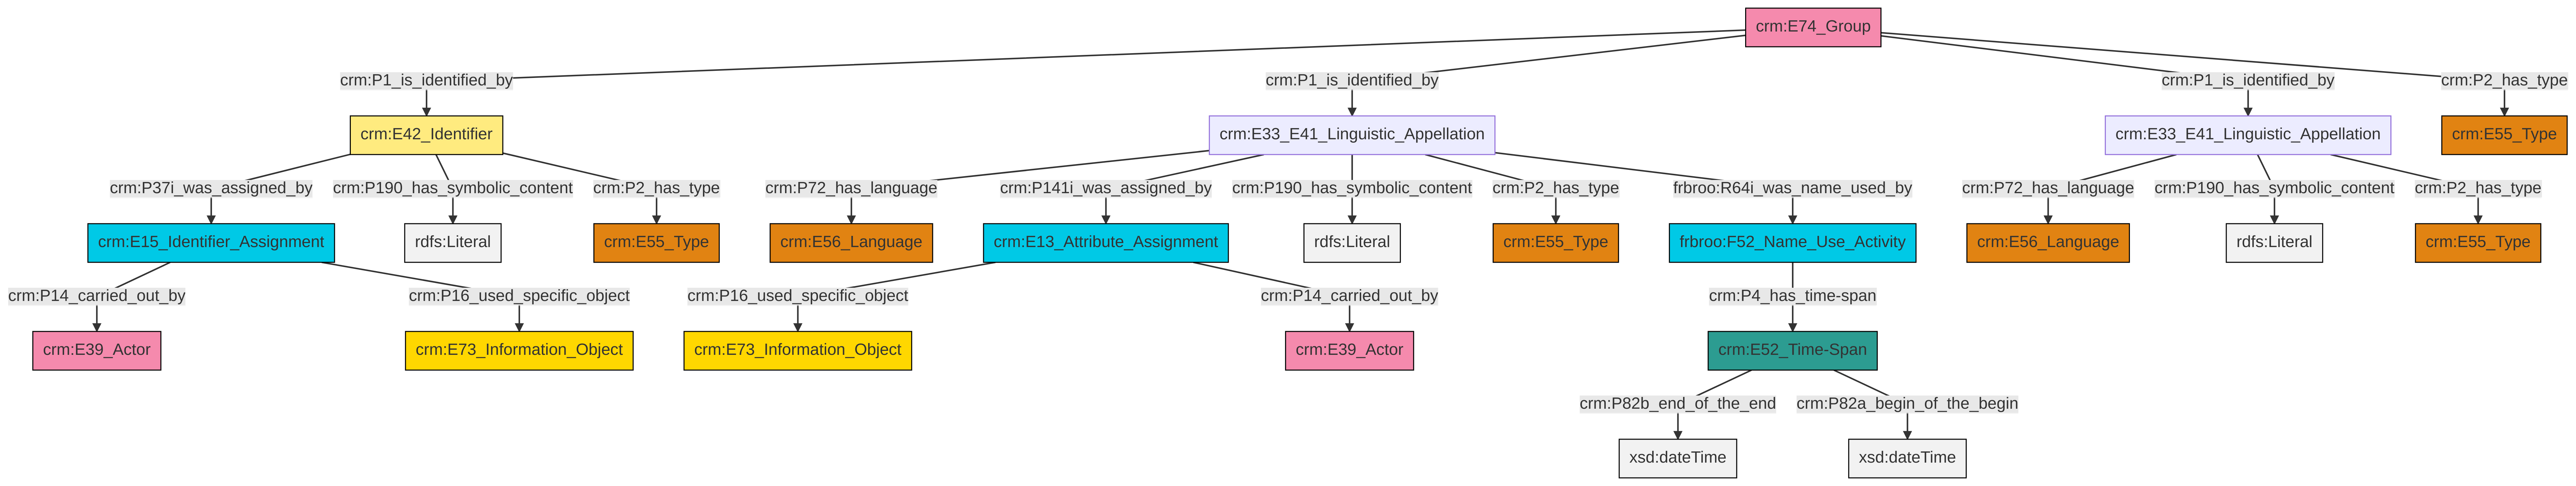 crm:E74_Group
crm:P1_is_identified_by
crm:P1_is_identified_by
crm:P1_is_identified_by
crm:P2_has_type
crm:E42_Identifier
crm:E33_E41_Linguistic_Appellation
crm:E33_E41_Linguistic_Appellation
crm:E55_Type
crm:P37i_was_assigned_by
crm:P190_has_symbolic_content
crm:P2_has_type
crm:P72_has_language
crm:P141i_was_assigned_by
crm:P190_has_symbolic_content
crm:P2_has_type
frbroo:R64i_was_name_used_by
crm:P72_has_language
crm:P190_has_symbolic_content
crm:P2_has_type
crm:E15_Identifier_Assignment
rdfs:Literal
crm:E55_Type
crm:E56_Language
crm:E13_Attribute_Assignment
rdfs:Literal
crm:E55_Type
frbroo:F52_Name_Use_Activity
crm:E56_Language
rdfs:Literal
crm:E55_Type
crm:P14_carried_out_by
crm:P16_used_specific_object
crm:P16_used_specific_object
crm:P14_carried_out_by
crm:P4_has_time-span
crm:E39_Actor
crm:E73_Information_Object
crm:E73_Information_Object
crm:E39_Actor
crm:E52_Time-Span
crm:P82b_end_of_the_end
crm:P82a_begin_of_the_begin
xsd:dateTime
xsd:dateTime